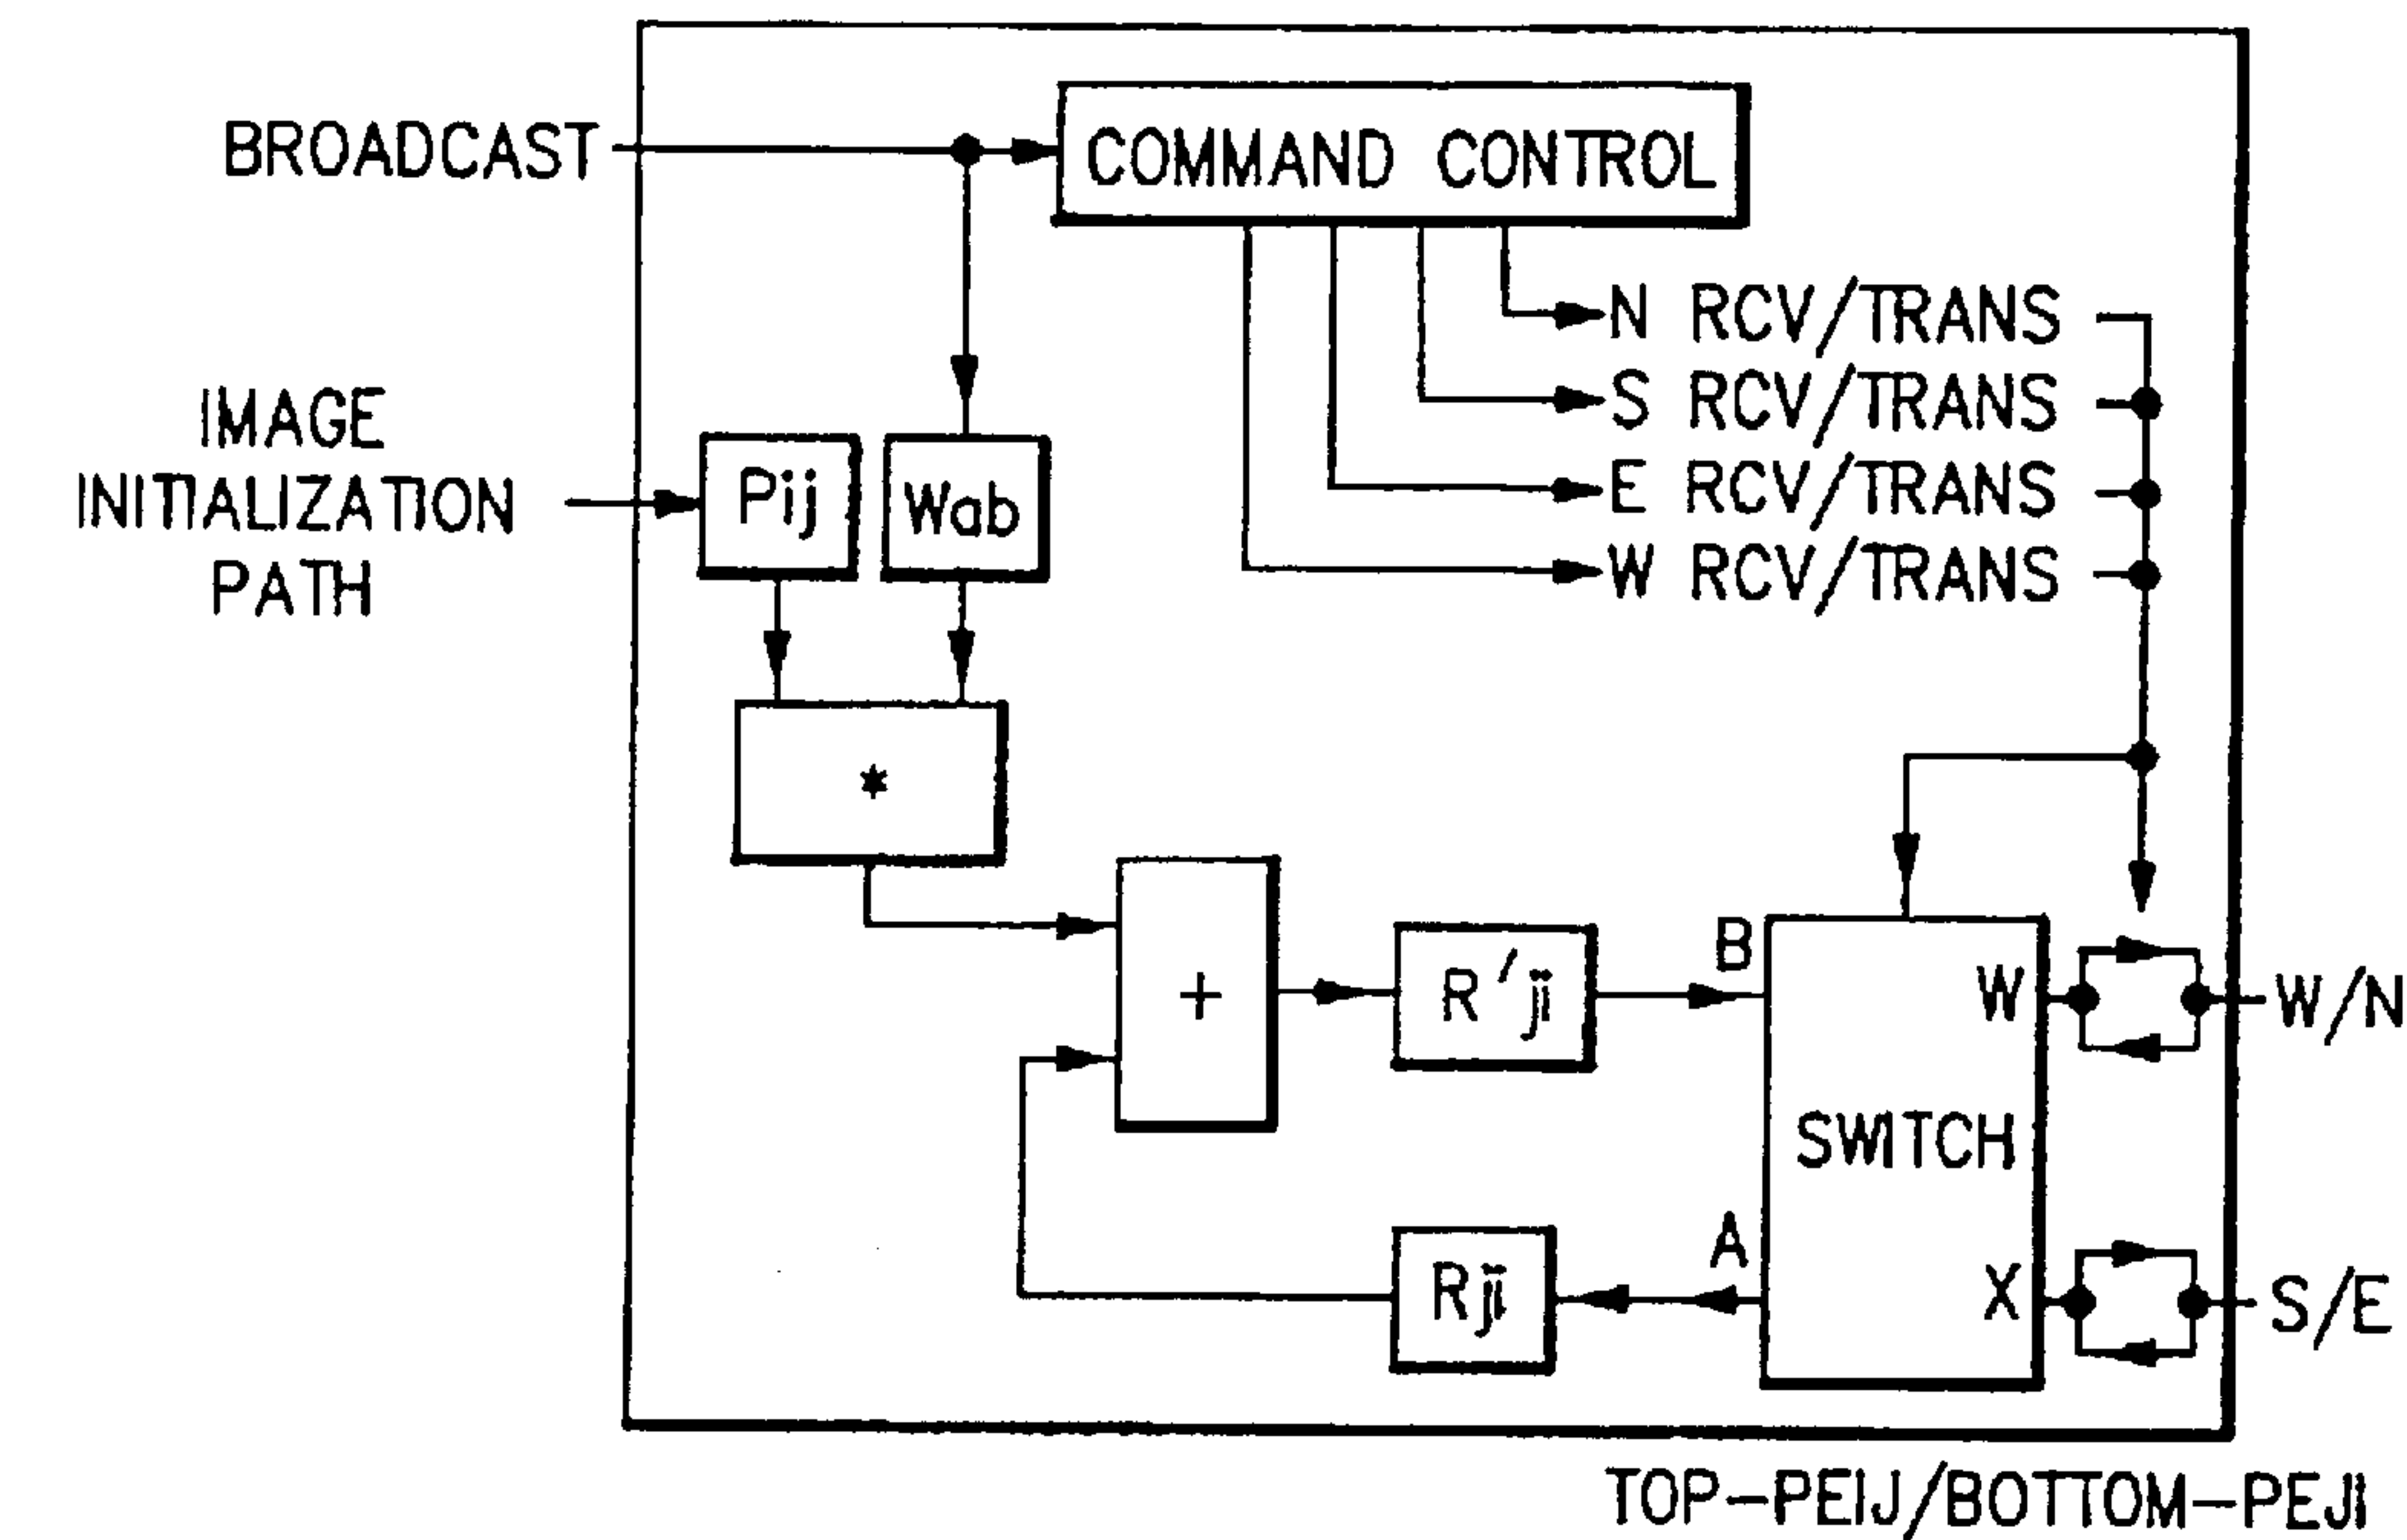 BROADCAST
COMMAND CONTROL
N RCV/TRANS
S RCV/TRANS
E RCV/TRANS
W RCV/TRANS
IMAGE
INITIALIZATION
PATH
Pij
Wab
*
+
R'ji
B
W
W/N
SWITCH
Rji
A
X
S/E
TOP-PEIJ/BOTTOM-PEJI